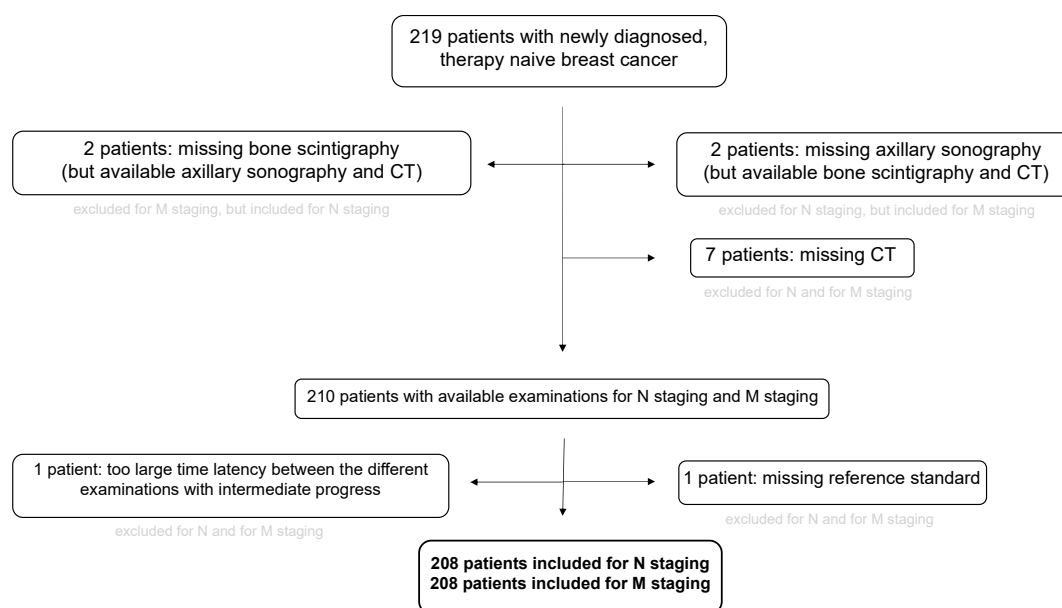 219 patients with newly diagnosed,
therapy naive breast cancer
2 patients: missing bone scintigraphy
(but available axillary sonography and CT)
excluded for M staging, but included for N staging
2 patients: missing axillary sonography
(but available bone scintigraphy and CT)
excluded for N staging, but included for M staging
7 patients: missing CT
excluded for N and for M staging
210 patients with available examinations for N staging and M staging
1 patient: too large time latency between the different
examinations with intermediate progress
excluded for N and for M staging
1 patient: missing reference standard
excluded for N and for M staging
208 patients included for N staging
208 patients included for M staging